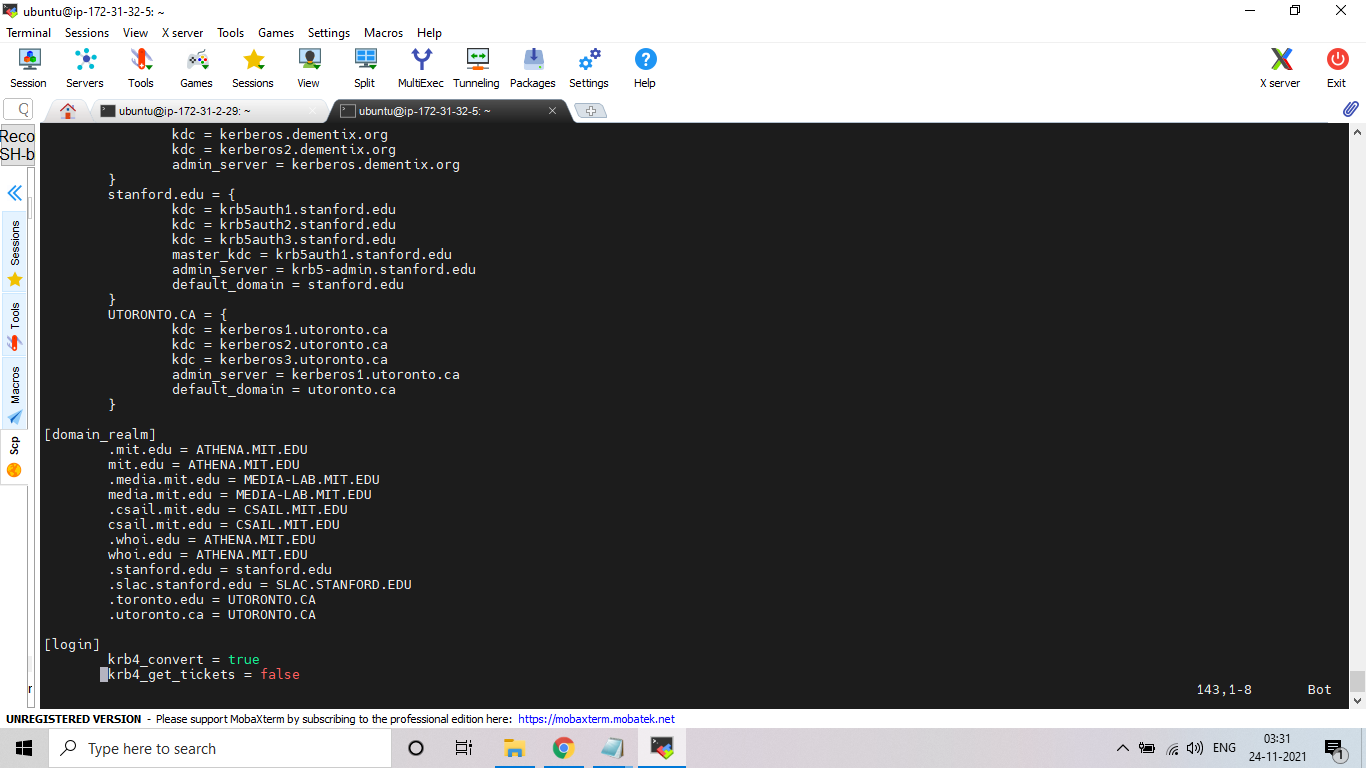 ubuntu@ip-172-31-32-5: ~
Terminal Sessions View X server Tools Games Settings Macros Help
Session Servers Tools Games Sessions View Split MultiExec Tunneling Packages Settings Help X server Exit
ubuntu@ip-172-31-2-29: ~ ubuntu@ip-172-31-32-5: ~
Reco
SH-b
Sessions
Tools
Macros
Scp
kdc = kerberos.dementix.org
kdc = kerberos2.dementix.org
admin_server = kerberos.dementix.org
}
stanford.edu = {
kdc = krb5auth1.stanford.edu
kdc = krb5auth2.stanford.edu
kdc = krb5auth3.stanford.edu
master_kdc = krb5auth1.stanford.edu
admin_server = krb5-admin.stanford.edu
default_domain = stanford.edu
}
UTORONTO.CA = {
kdc = kerberos1.utoronto.ca
kdc = kerberos2.utoronto.ca
kdc = kerberos3.utoronto.ca
admin_server = kerberos1.utoronto.ca
default_domain = utoronto.ca
}
[domain_realm]
.mit.edu = ATHENA.MIT.EDU
mit.edu = ATHENA.MIT.EDU
.media.mit.edu = MEDIA-LAB.MIT.EDU
media.mit.edu = MEDIA-LAB.MIT.EDU
.csail.mit.edu = CSAIL.MIT.EDU
csail.mit.edu = CSAIL.MIT.EDU
.whoi.edu = ATHENA.MIT.EDU
whoi.edu = ATHENA.MIT.EDU
.stanford.edu = stanford.edu
.slac.stanford.edu = SLAC.STANFORD.EDU
.toronto.edu = UTORONTO.CA
.utoronto.ca = UTORONTO.CA
[login]
krb4_convert = true
krb4_get_tickets = false
143,1-8 Bot
UNREGISTERED VERSION - Please support MobaXterm by subscribing to the professional edition here: https://mobaxterm.mobatek.net
Type here to search
ENG
03:31
24-11-2021
1